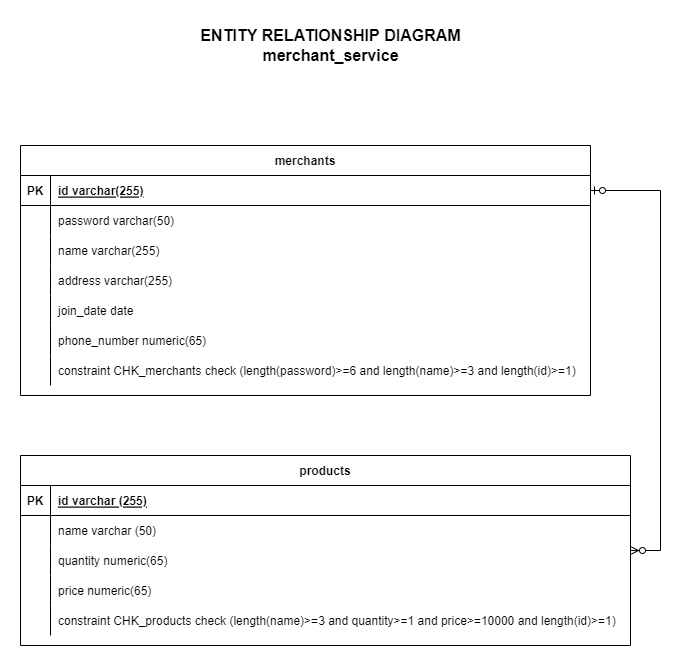 ENTITY RELATIONSHIP DIAGRAM
merchant_service
merchants
PK id varchar(255)
password varchar(50)
name varchar(255)
address varchar(255)
join_date date
phone_number numeric(65)
constraint CHK_merchants check (length(password)>=6 and length(name)>=3 and length(id)>=1)
products
PK id varchar (255)
name varchar (50)
quantity numeric(65)
price numeric(65)
constraint CHK_products check (length(name)>=3 and quantity>=1 and price>=10000 and length(id)>=1)